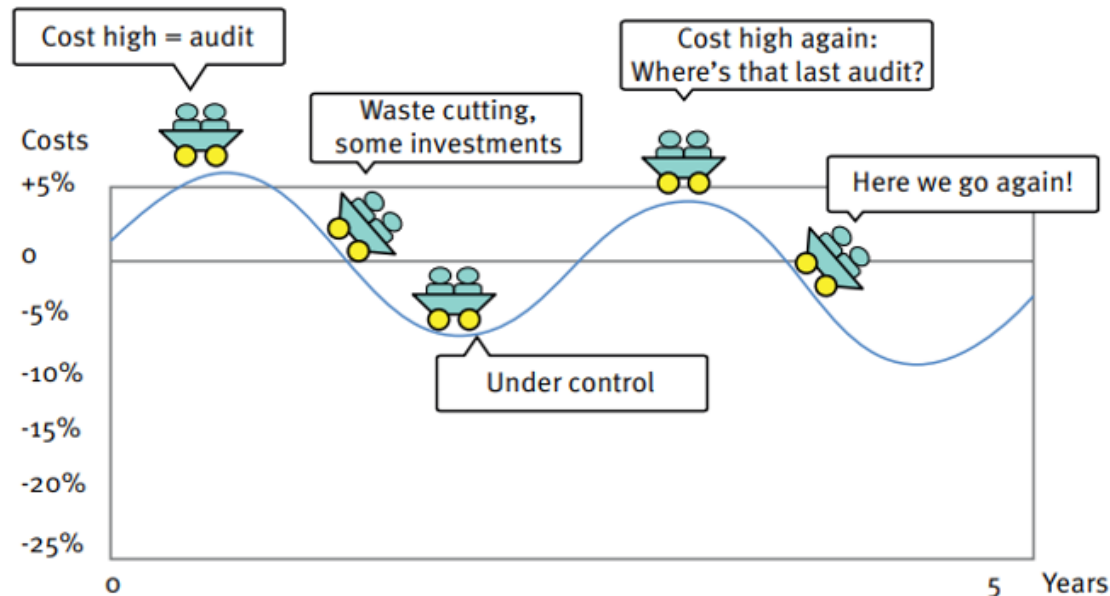 Cost high = audit
Cost high again:
Where's that last audit?
Waste cutting,
some investments
Costs
+5%
Here we go again!
0
-5%
-10%
Under control
-15%
-20%
-25%
0
5
Years